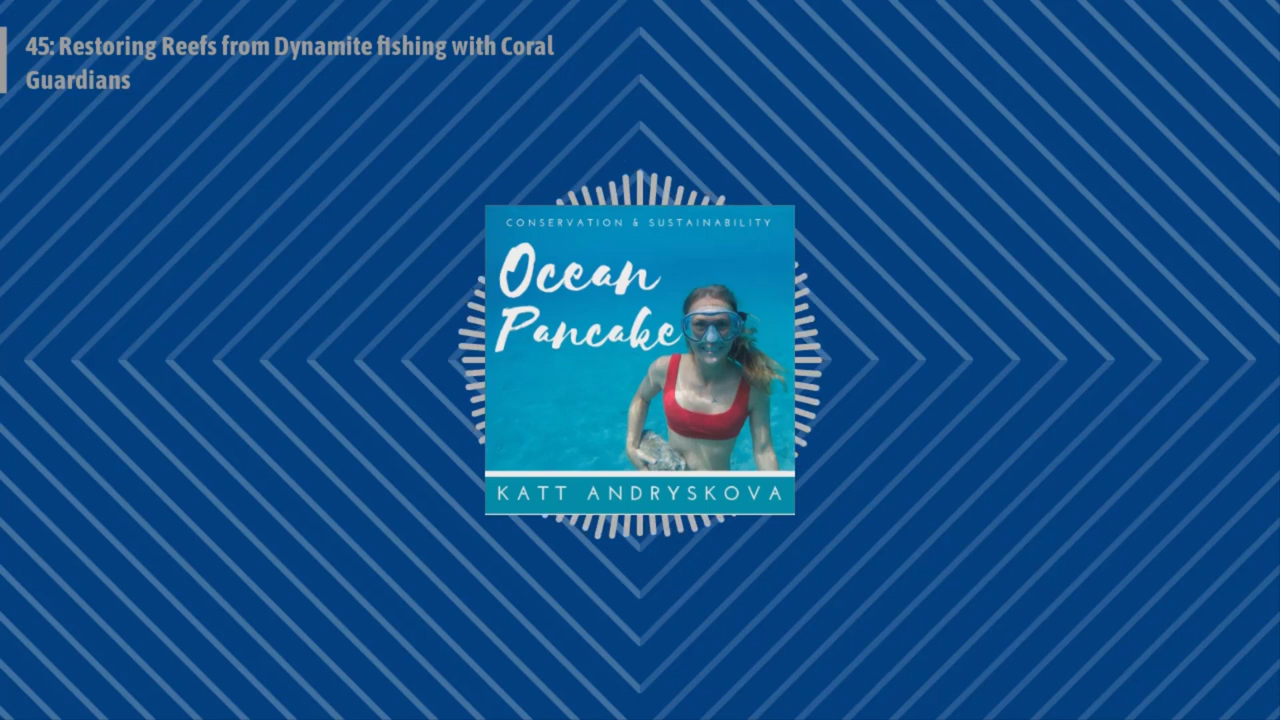 45: Restoring Reefs from Dynamite fishing with Coral
Guardians
CONSERVATION & SUSTAINABILITY
Ocean
Pancake
KATT ANDRYSKOVA